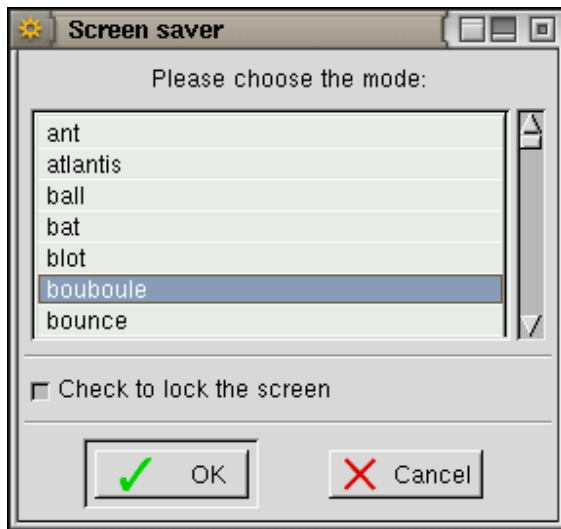 Screen saver
Please choose the mode:
ant
atlantis
ball
bat
blot
bouboule
bounce
Check to lock the screen
OK Cancel